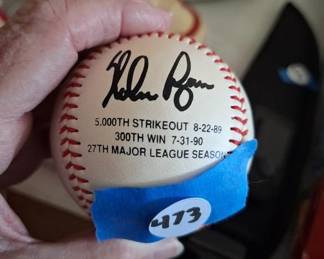 Nolan Ryan
5.000TH STRIKEOUT 8-22-89
300TH WIN 7-31-90
27TH MAJOR LEAGUE SEASON
473